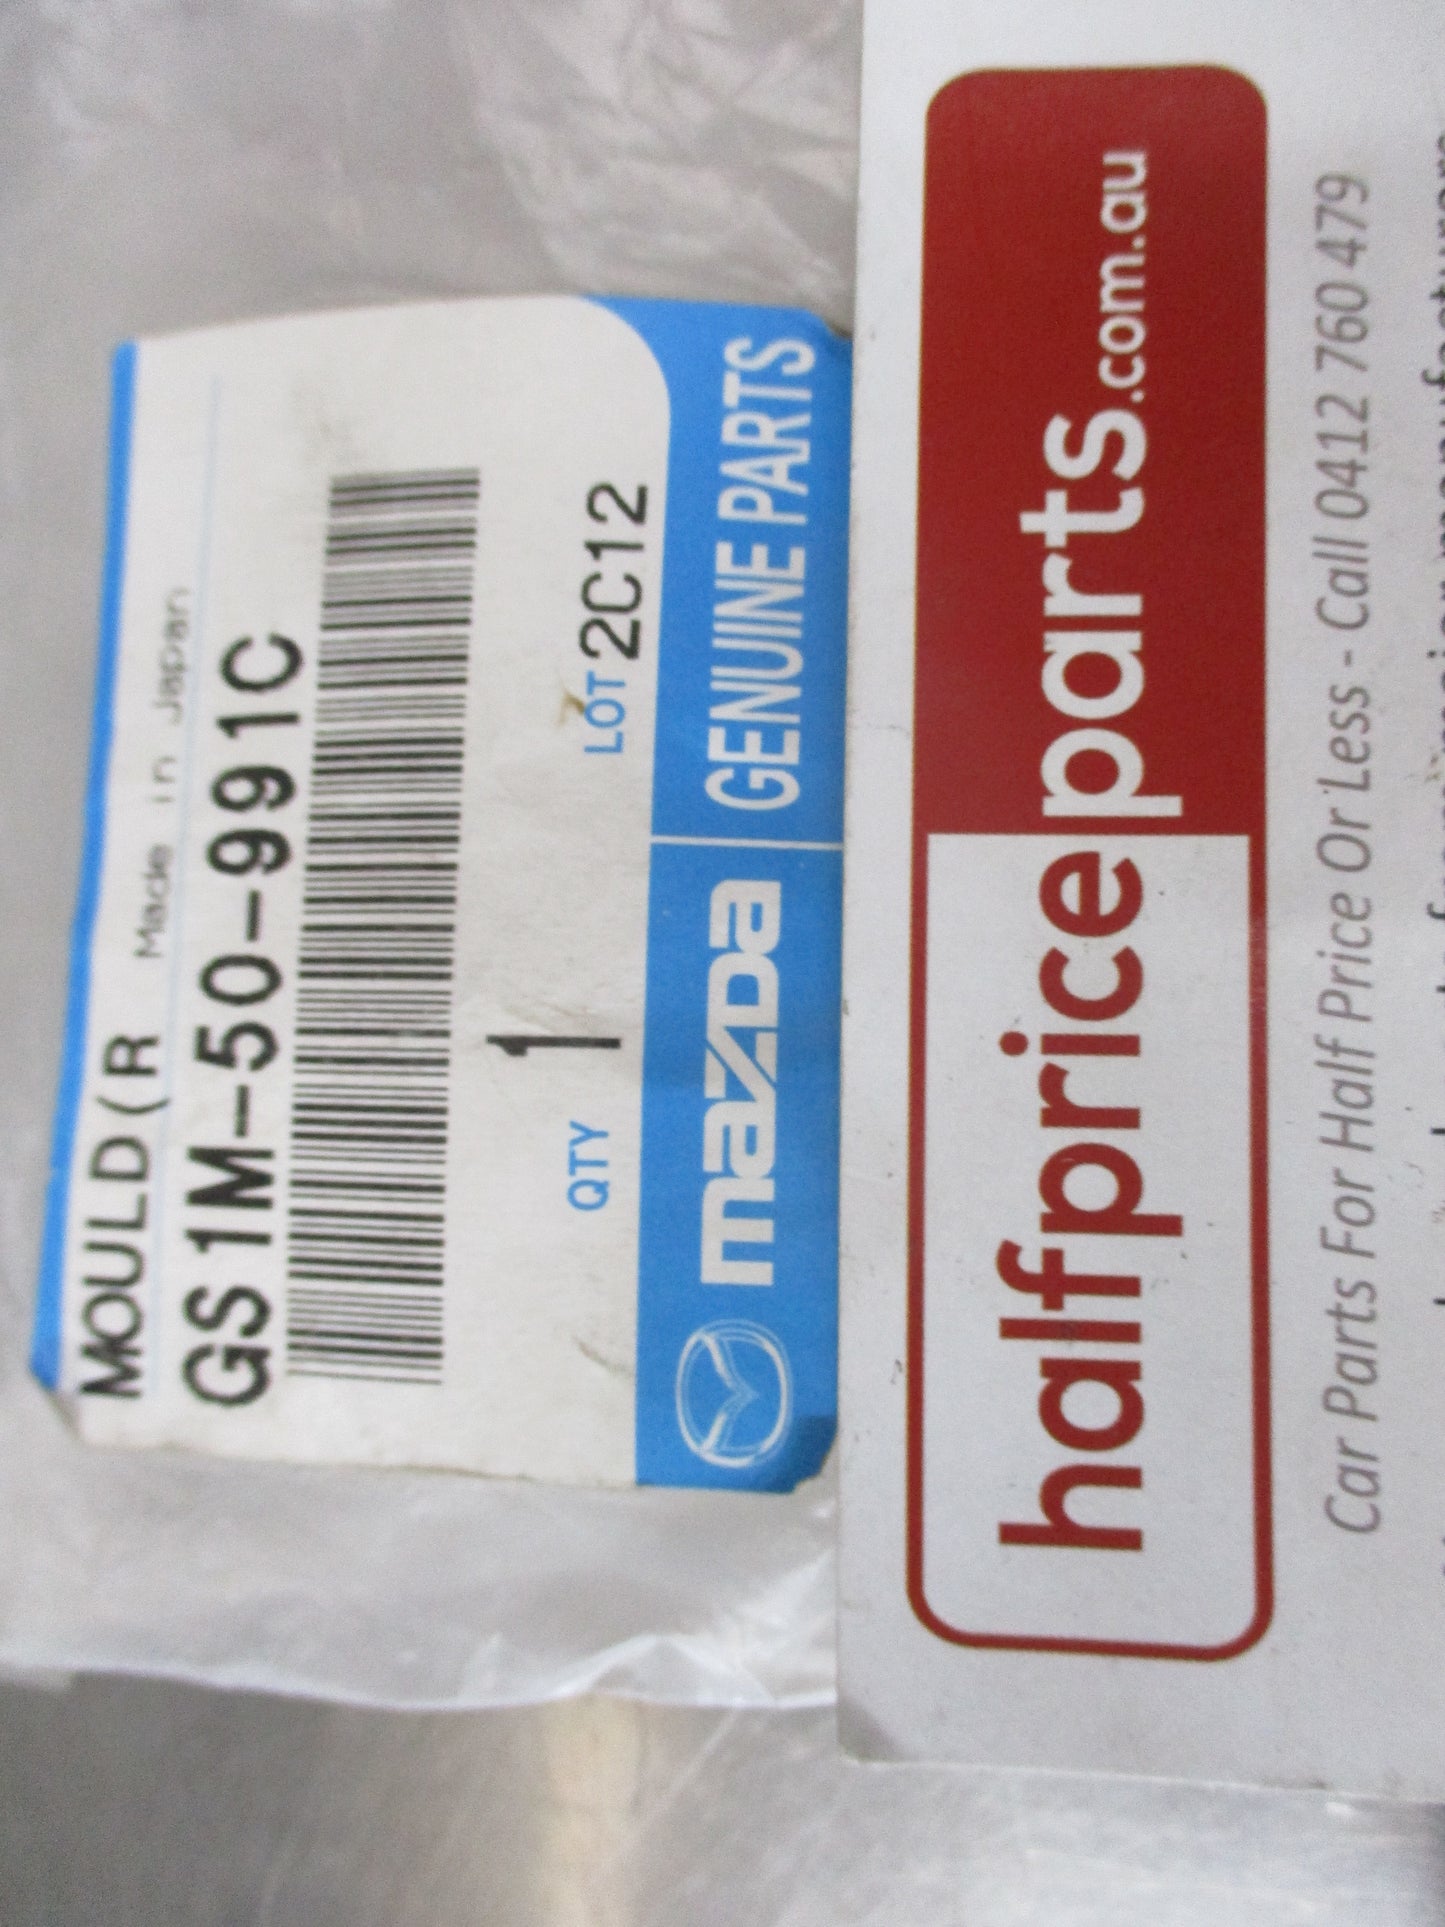 MOULD(R Made in Japan
GS1M-50-991C
QTY 1 LOT 2C12
mazDa GENUINE PARTS
halfpriceparts.com.au
Car Parts For Half Price Or Less - Call 0412 760 479